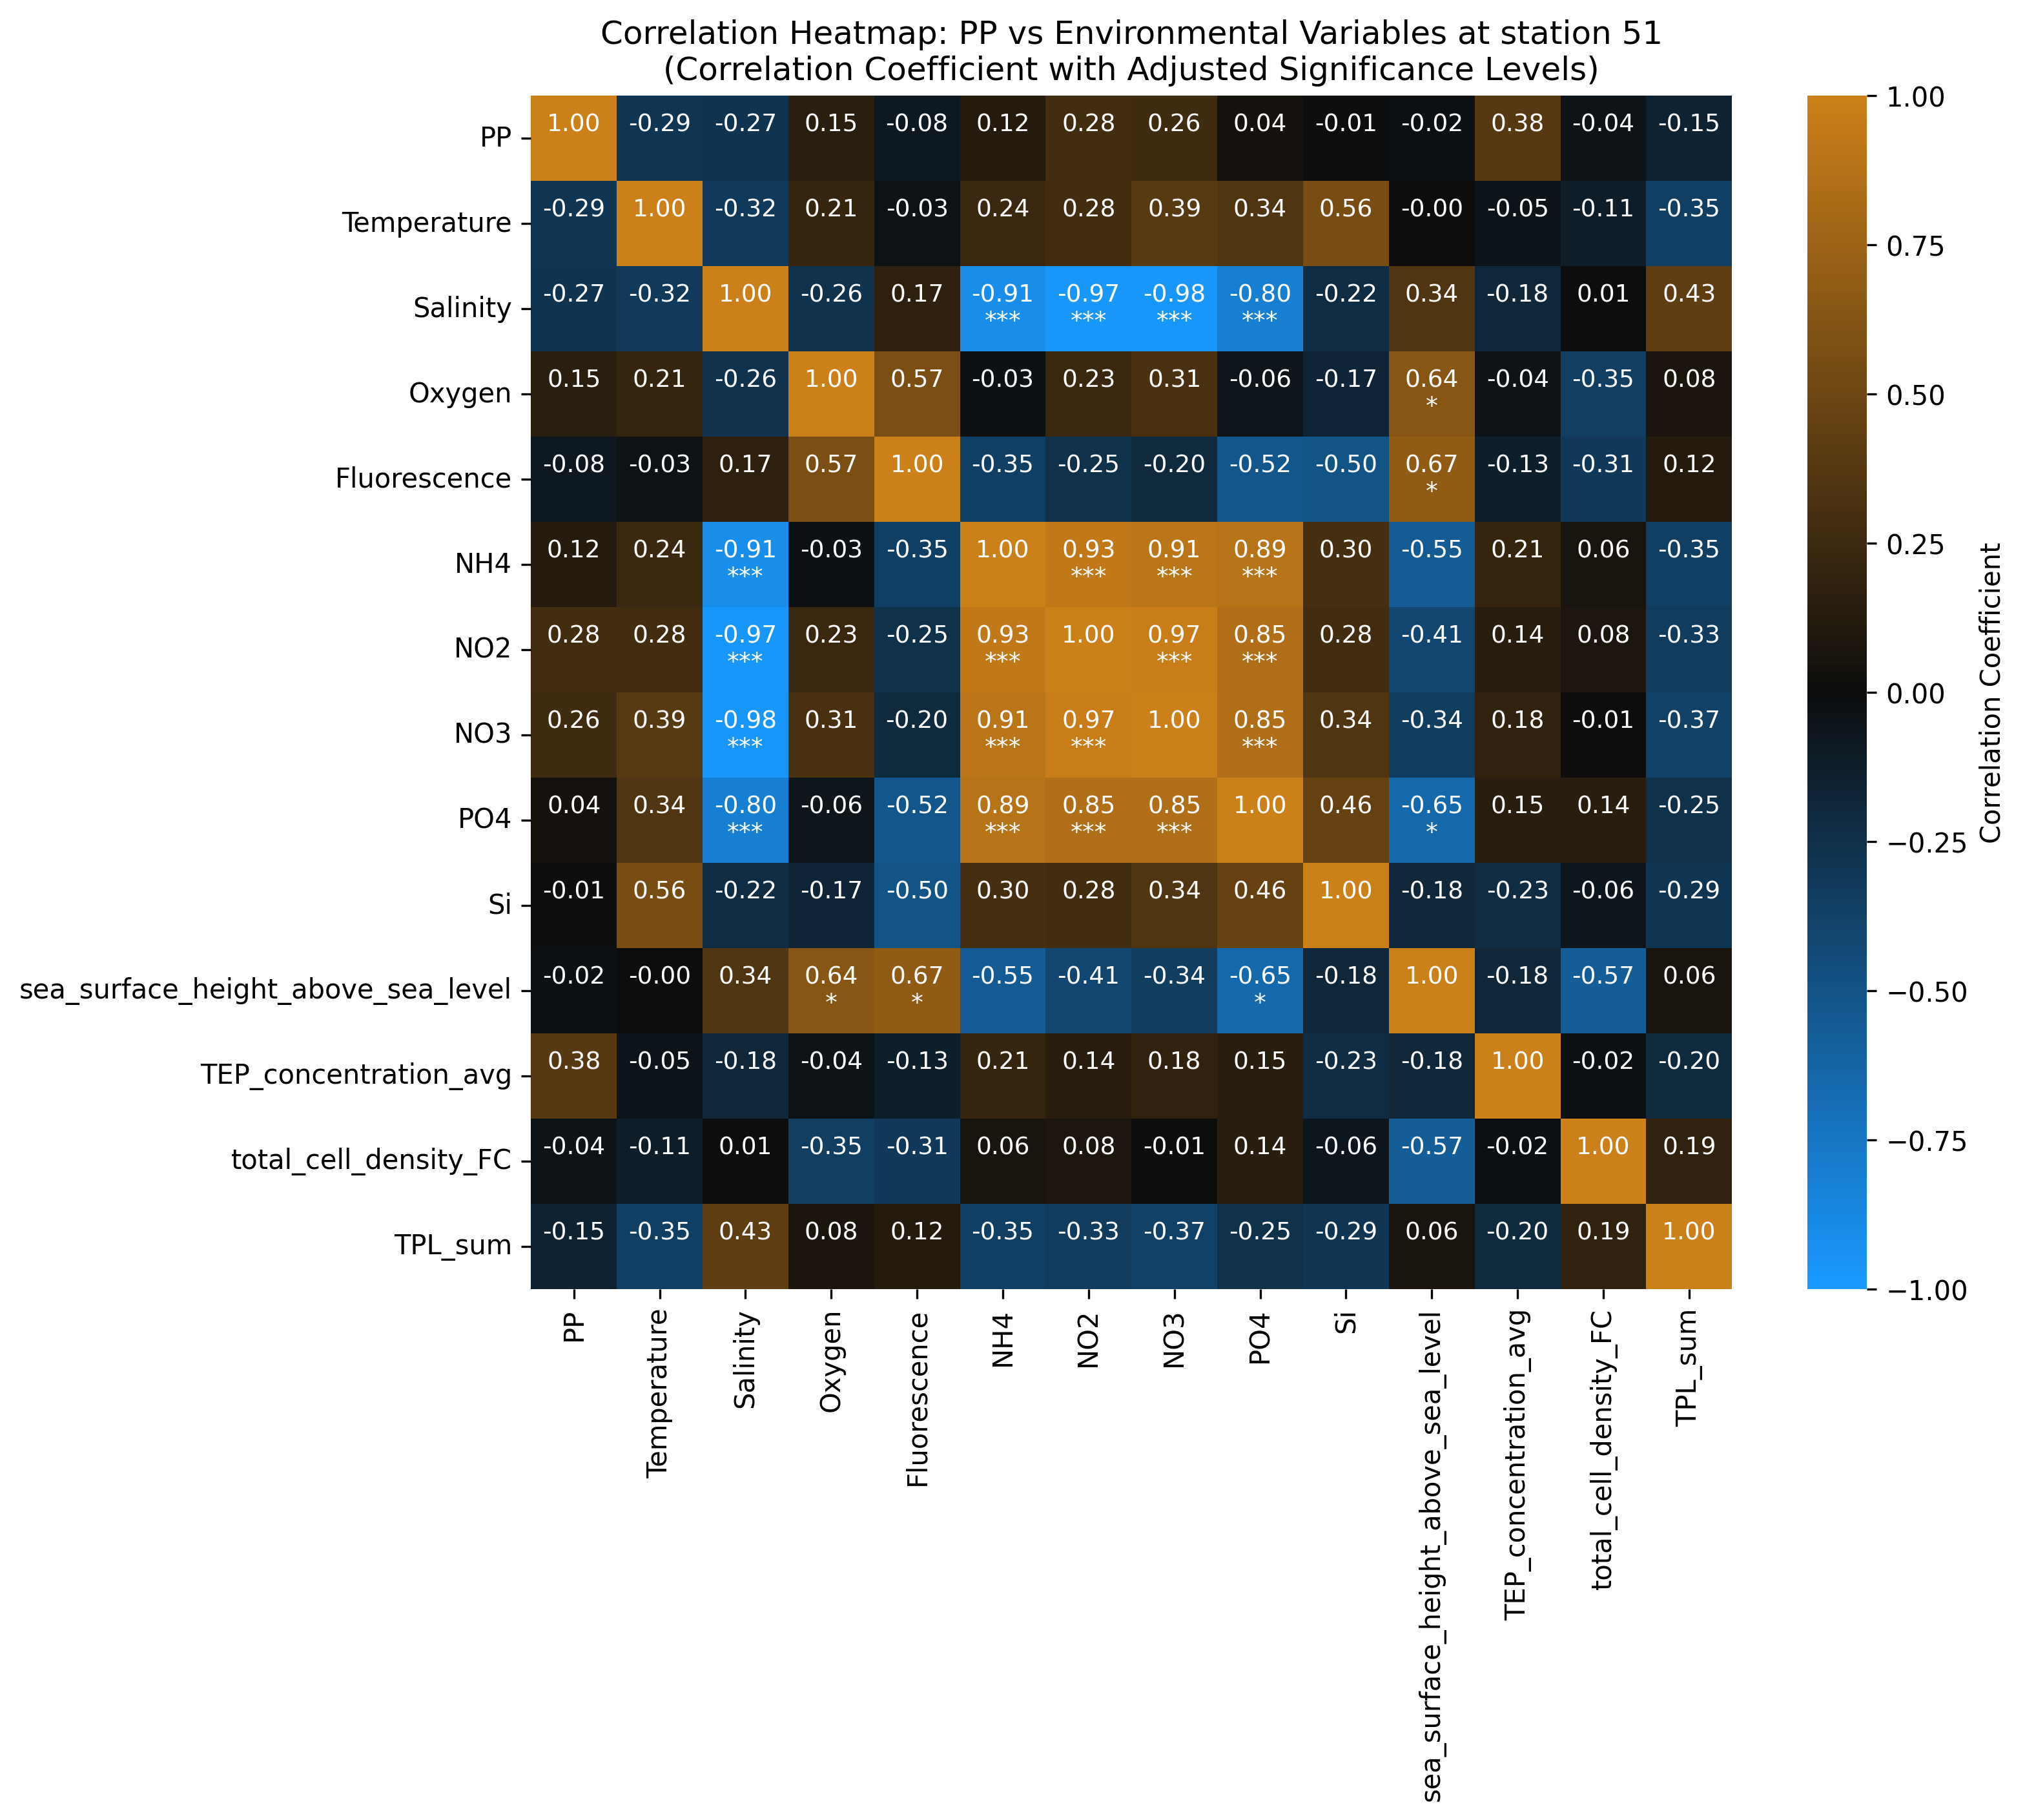 Correlation Heatmap: PP vs Environmental Variables at station 51
(Correlation Coefficient with Adjusted Significance Levels)
PP 1.00 -0.29 -0.27 0.15 -0.08 0.12 0.28 0.26 0.04 -0.01 -0.02 0.38 -0.04 -0.15
Temperature -0.29 1.00 -0.32 0.21 -0.03 0.24 0.28 0.39 0.34 0.56 -0.00 -0.05 -0.11 -0.35
Salinity -0.27 -0.32 1.00 -0.26 0.17 -0.91 -0.97 -0.98 -0.80 -0.22 0.34 -0.18 0.01 0.43
*** *** *** ***
Oxygen 0.15 0.21 -0.26 1.00 0.57 -0.03 0.23 0.31 -0.06 -0.17 0.64 -0.04 -0.35 0.08
*
Fluorescence -0.08 -0.03 0.17 0.57 1.00 -0.35 -0.25 -0.20 -0.52 -0.50 0.67 -0.13 -0.31 0.12
*
NH4 0.12 0.24 -0.91 -0.03 -0.35 1.00 0.93 0.91 0.89 0.30 -0.55 0.21 0.06 -0.35
*** *** *** ***
NO2 0.28 0.28 -0.97 0.23 -0.25 0.93 1.00 0.97 0.85 0.28 -0.41 0.14 0.08 -0.33
*** *** *** ***
NO3 0.26 0.39 -0.98 0.31 -0.20 0.91 0.97 1.00 0.85 0.34 -0.34 0.18 -0.01 -0.37
*** *** *** ***
PO4 0.04 0.34 -0.80 -0.06 -0.52 0.89 0.85 0.85 1.00 0.46 -0.65 0.15 0.14 -0.25
*** *** *** *** *
Si -0.01 0.56 -0.22 -0.17 -0.50 0.30 0.28 0.34 0.46 1.00 -0.18 -0.23 -0.06 -0.29
sea_surface_height_above_sea_level -0.02 -0.00 0.34 0.64 0.67 -0.55 -0.41 -0.34 -0.65 -0.18 1.00 -0.18 -0.57 0.06
* * *
TEP_concentration_avg 0.38 -0.05 -0.18 -0.04 -0.13 0.21 0.14 0.18 0.15 -0.23 -0.18 1.00 -0.02 -0.20
total_cell_density_FC -0.04 -0.11 0.01 -0.35 -0.31 0.06 0.08 -0.01 0.14 -0.06 -0.57 -0.02 1.00 0.19
TPL_sum -0.15 -0.35 0.43 0.08 0.12 -0.35 -0.33 -0.37 -0.25 -0.29 0.06 -0.20 0.19 1.00
PP
Temperature
Salinity
Oxygen
Fluorescence
NH4
NO2
NO3
PO4
Si
sea_surface_height_above_sea_level
TEP_concentration_avg
total_cell_density_FC
TPL_sum
1.00
0.75
0.50
0.25
0.00
−0.25
−0.50
−0.75
−1.00
Correlation Coefficient